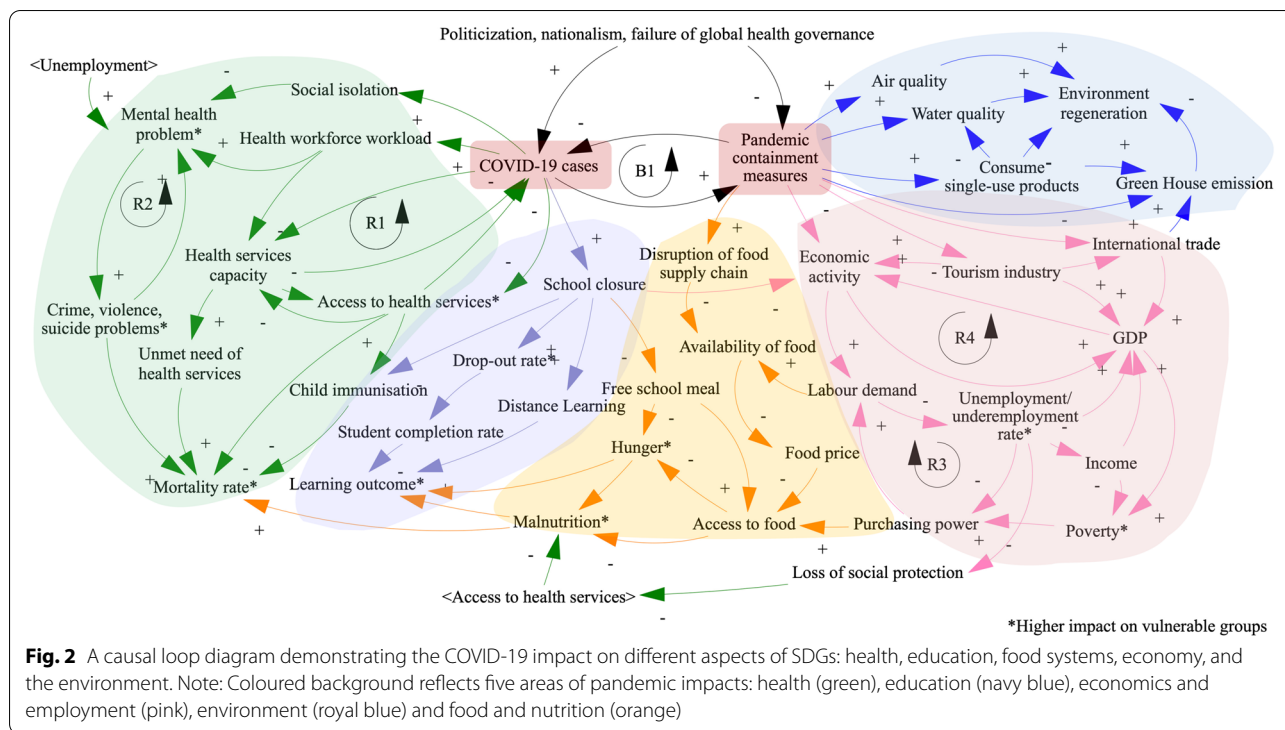 Politicization, nationalism, failure of global health governance
<Unemployment>
Social isolation
Mental health
problem*
Health workforce workload
COVID-19 cases
B1
Pandemic
containment
measures
Air quality
Water quality
Environment
regeneration
Consume
single-use products
Green House emission
R2
R1
Health services
capacity
Access to health services*
Crime, violence,
suicide problems*
Unmet need of
health services
Child immunisation
Mortality rate*
School closure
Drop-out rate*
Distance Learning
Student completion rate
Learning outcome*
Disruption of food
supply chain
Availability of food
Free school meal
Hunger*
Food price
Malnutrition*
Access to food
Economic
activity
Tourism industry
International trade
R4
GDP
Labour demand
Unemployment/
underemployment
rate*
R3
Income
Purchasing power
Poverty*
Loss of social protection
<Access to health services>
*Higher impact on vulnerable groups
Fig. 2 A causal loop diagram demonstrating the COVID-19 impact on different aspects of SDGs: health, education, food systems, economy, and
the environment. Note: Coloured background reflects five areas of pandemic impacts: health (green), education (navy blue), economics and
employment (pink), environment (royal blue) and food and nutrition (orange)